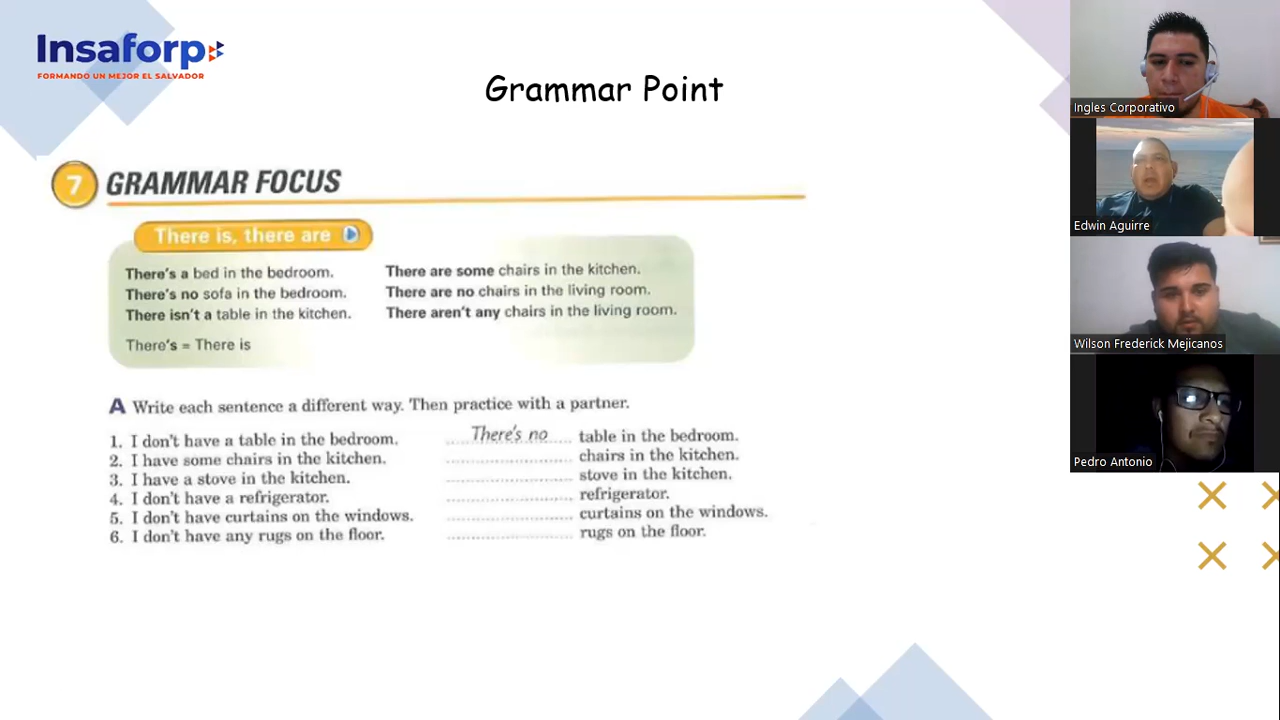 Insaforp
FORMANDO UN MEJOR EL SALVADOR
Grammar Point
7 GRAMMAR FOCUS
There is, there are
There's a bed in the bedroom.
There's no sofa in the bedroom.
There isn't a table in the kitchen.
There's = There is
There are some chairs in the kitchen.
There are no chairs in the living room.
There aren't any chairs in the living room.
A Write each sentence a different way. Then practice with a partner.
1. I don't have a table in the bedroom. There's no table in the bedroom.
2. I have some chairs in the kitchen. .................... chairs in the kitchen.
3. I have a stove in the kitchen. .................... stove in the kitchen.
4. I don't have a refrigerator. .................... refrigerator.
5. I don't have curtains on the windows. .................... curtains on the windows.
6. I don't have any rugs on the floor. .................... rugs on the floor.
Ingles Corporativo
Edwin Aguirre
Wilson Frederick Mejicanos
Pedro Antonio